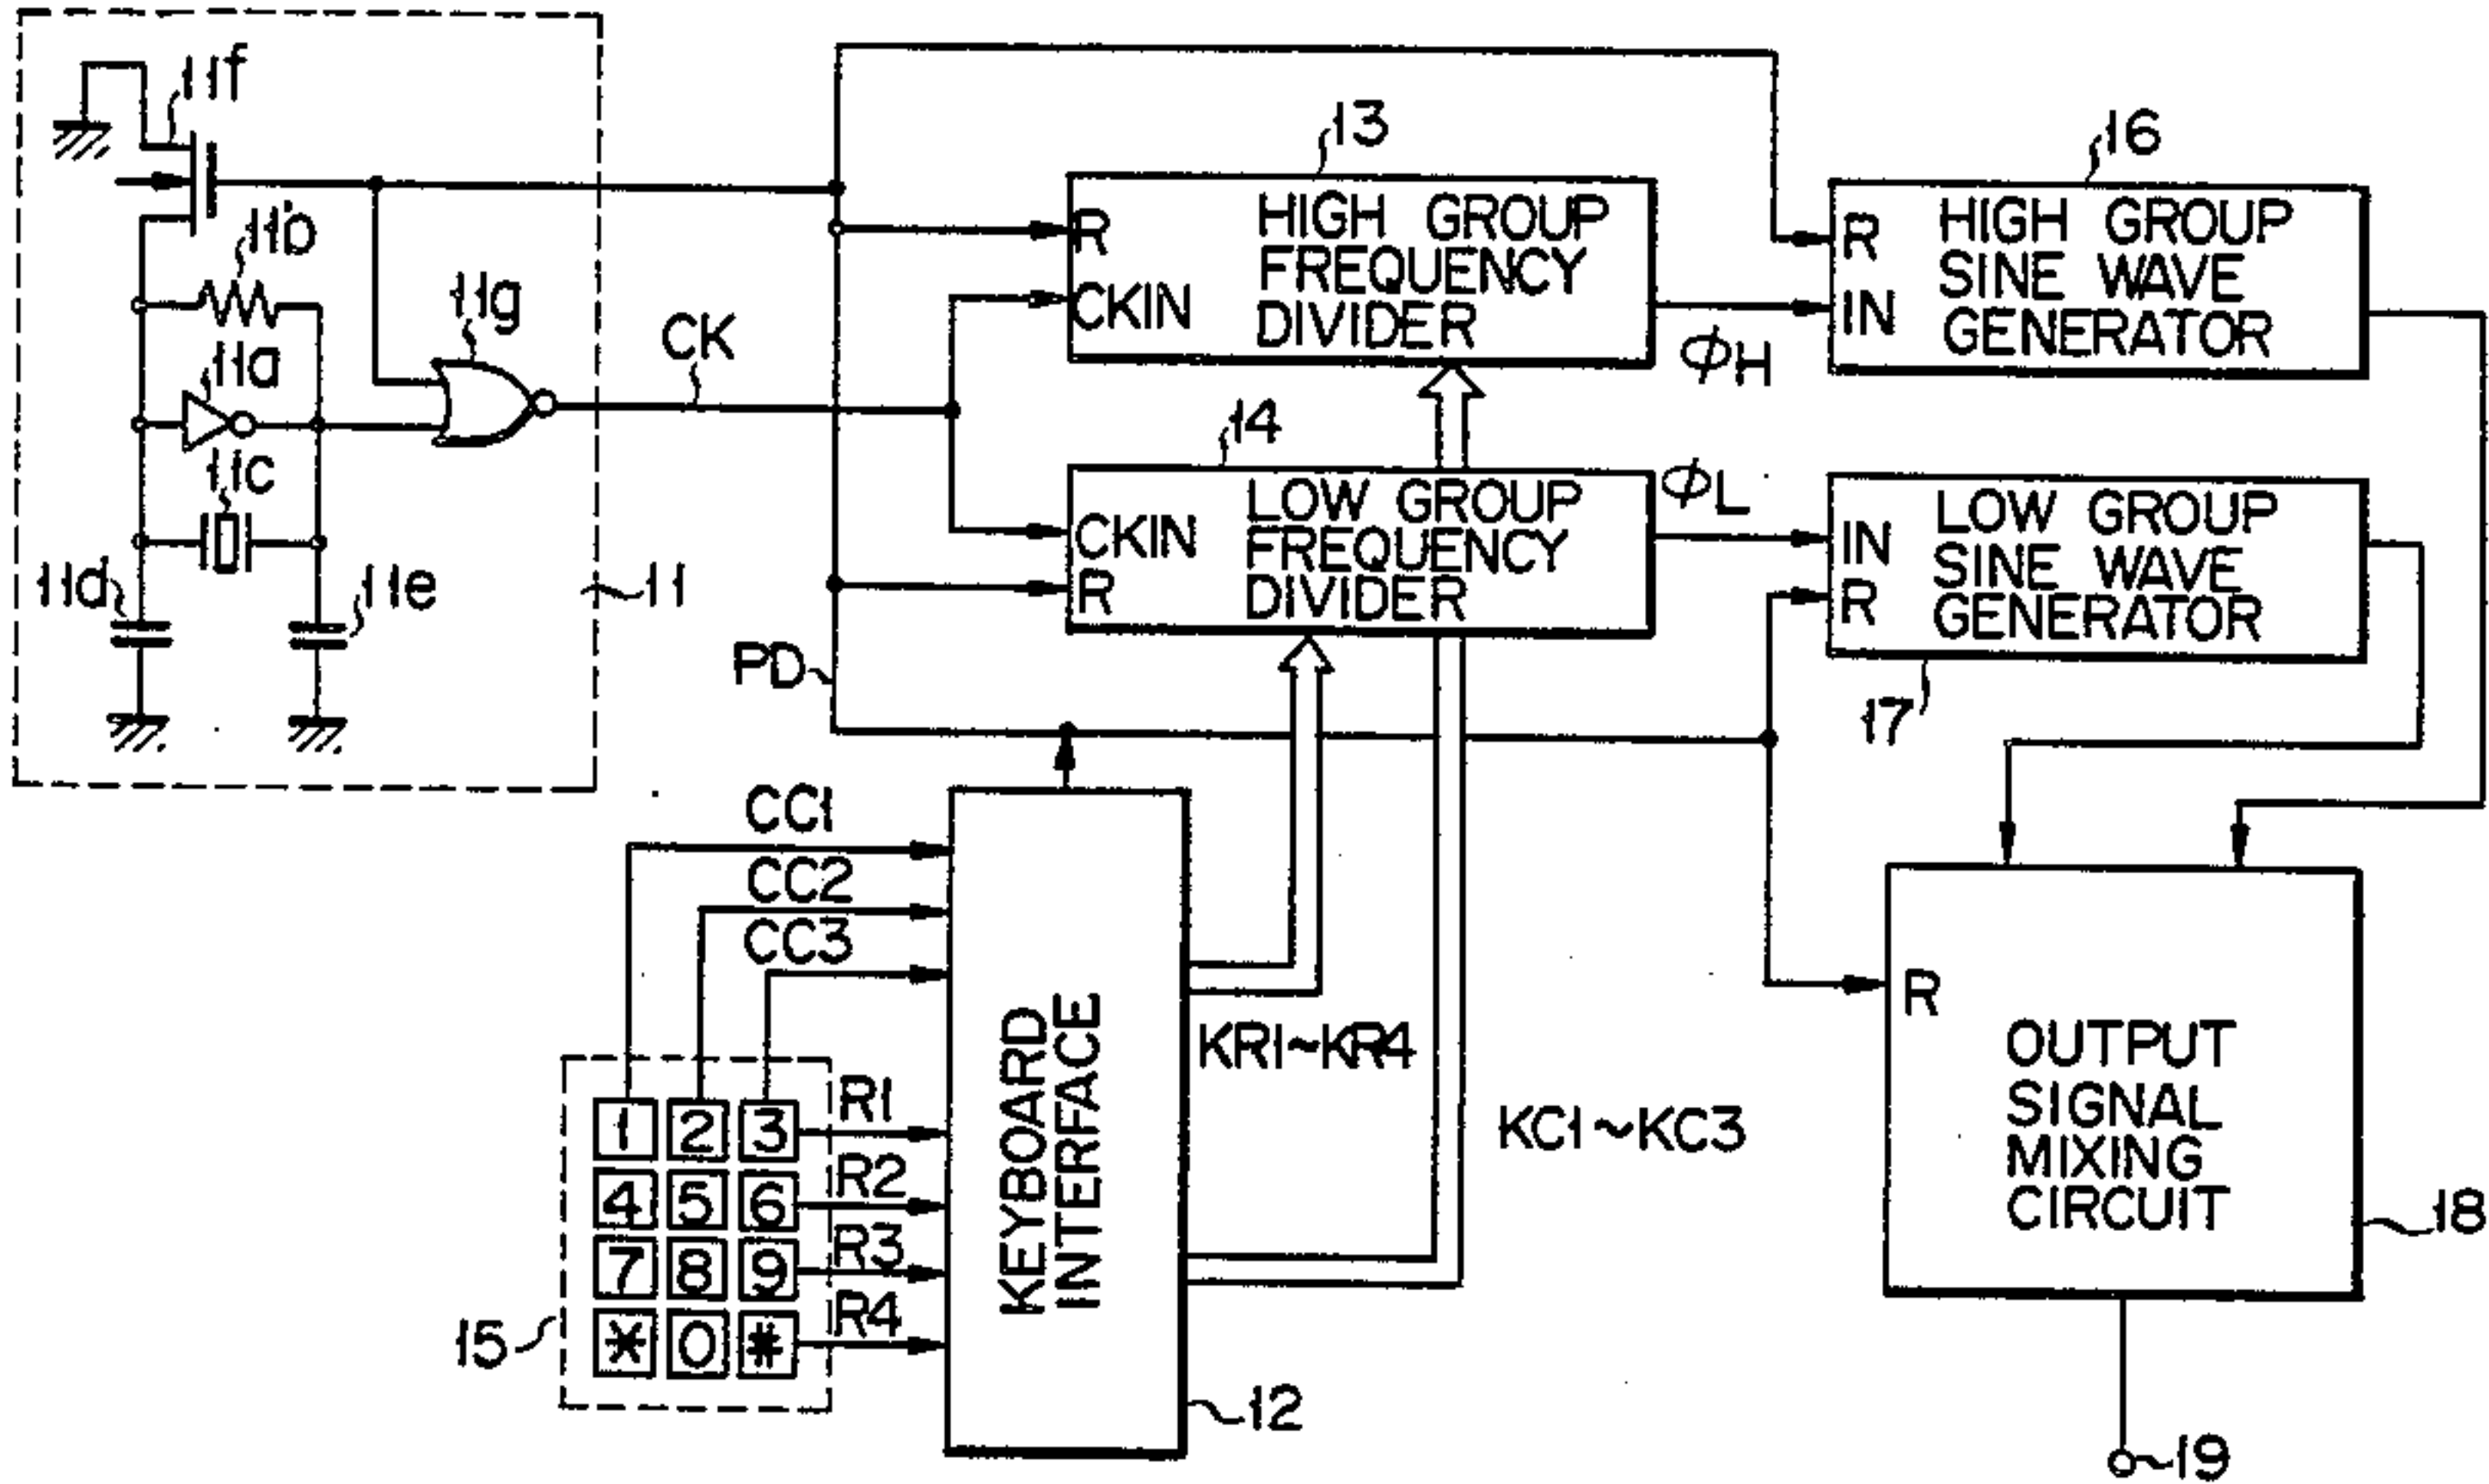 11f
11b
11g
11a
11c
11d
11e
11
CK
PD
13
R
CKIN
HIGH GROUP
FREQUENCY
DIVIDER
ΦH
16
R
IN
HIGH GROUP
SINE WAVE
GENERATOR
14
CKIN
R
LOW GROUP
FREQUENCY
DIVIDER
ΦL
IN
R
LOW GROUP
SINE WAVE
GENERATOR
17
CC1
CC2
CC3
1 2 3
4 5 6
7 8 9
* 0 #
15
R1
R2
R3
R4
KEYBOARD
INTERFACE
12
KR1~KR4
KC1~KC3
R
OUTPUT
SIGNAL
MIXING
CIRCUIT
18
19